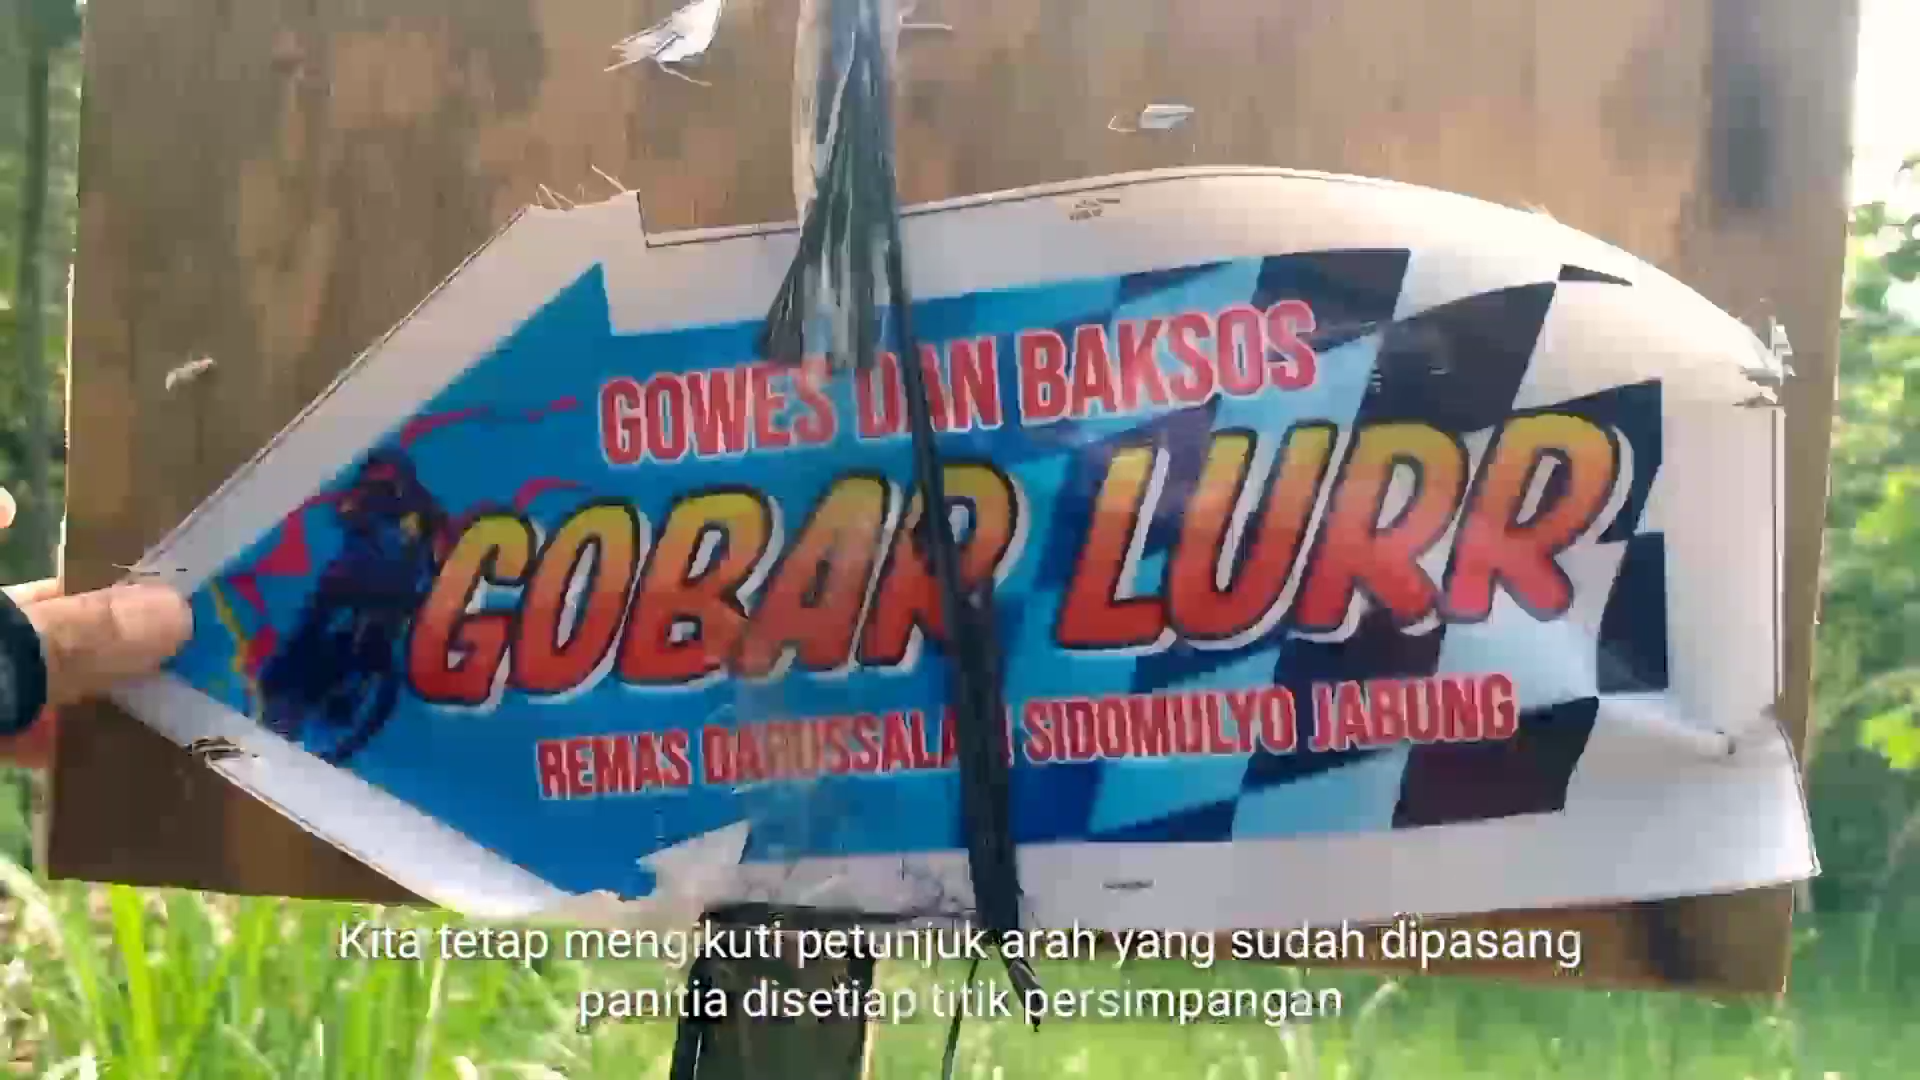 GOWES DAN BAKSOS
GOBAR LURR
REMAS DARUSSALAM SIDOMULYO JABUNG
Kita tetap mengikuti petunjuk arah yang sudah dipasang
panitia disetiap titik persimpangan